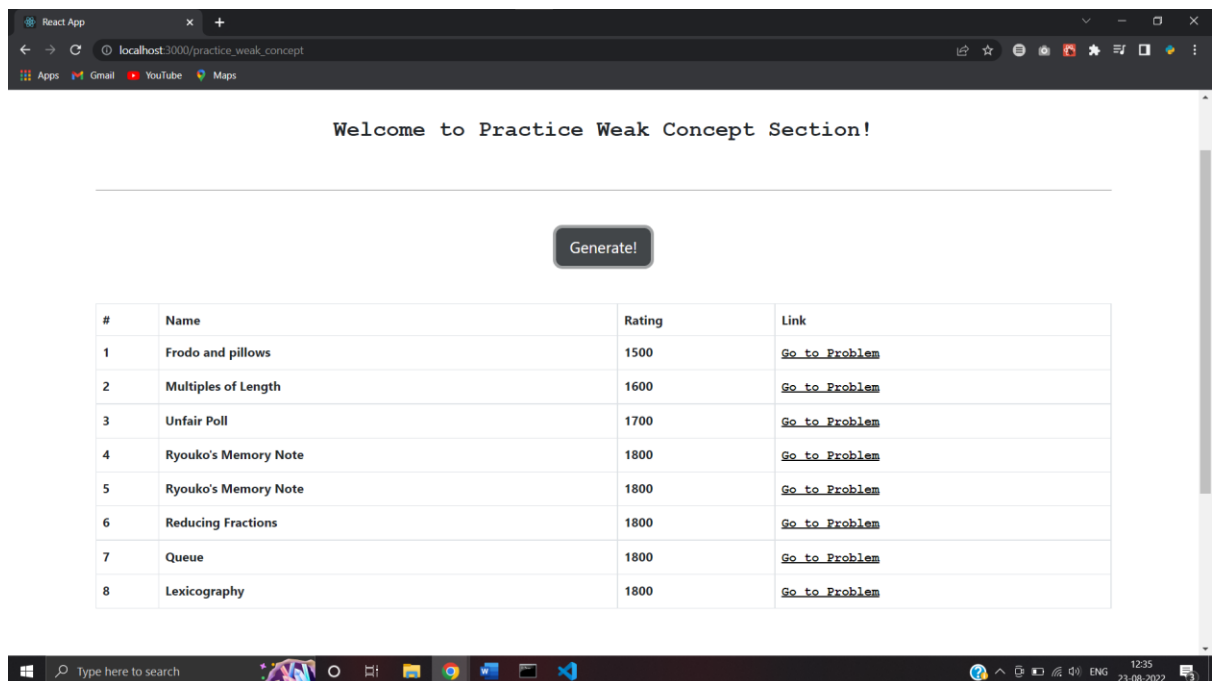 React App
localhost:3000/practice_weak_concept
Apps Gmail YouTube Maps
Welcome to Practice Weak Concept Section!
Generate!
# Name Rating Link
1 Frodo and pillows 1500 Go to Problem
2 Multiples of Length 1600 Go to Problem
3 Unfair Poll 1700 Go to Problem
4 Ryouko's Memory Note 1800 Go to Problem
5 Ryouko's Memory Note 1800 Go to Problem
6 Reducing Fractions 1800 Go to Problem
7 Queue 1800 Go to Problem
8 Lexicography 1800 Go to Problem
Type here to search ENG 12:35
23-08-2022